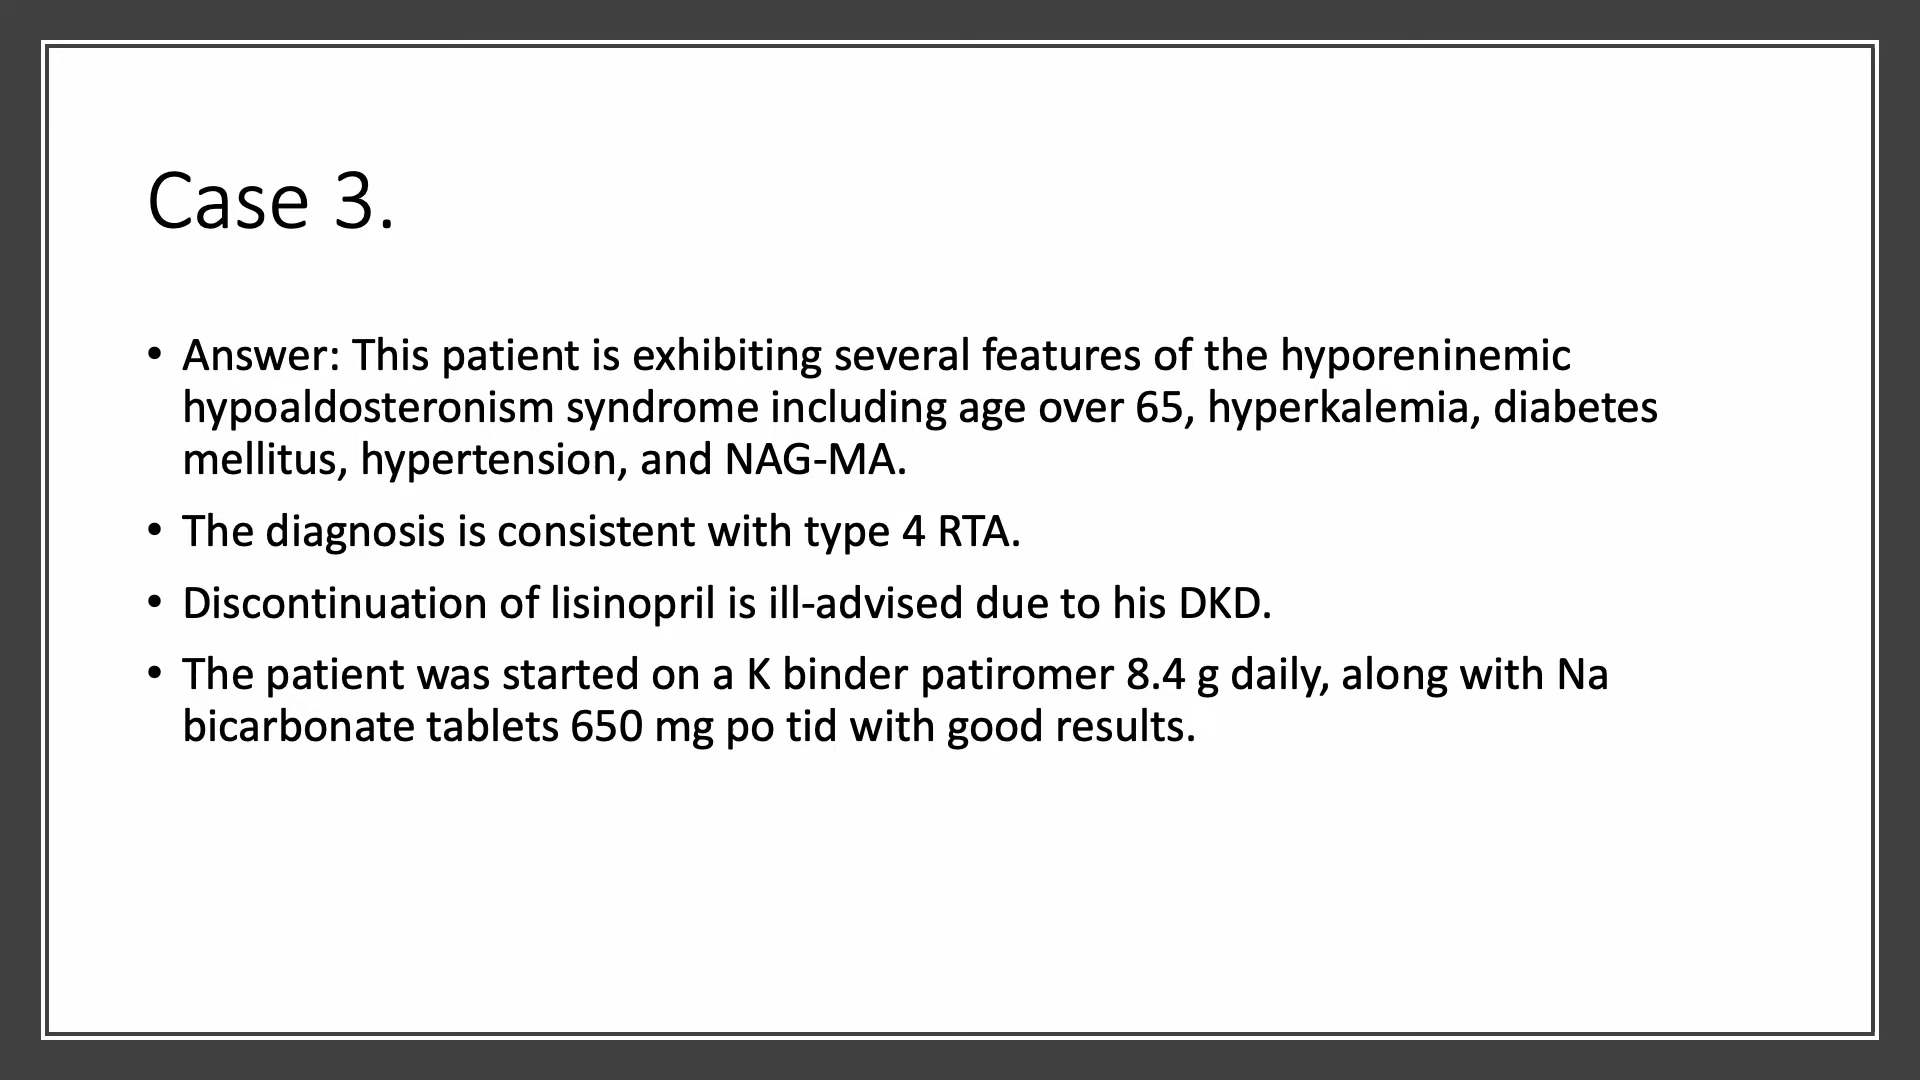 Case 3.
• Answer: This patient is exhibiting several features of the hyporeninemic
hypoaldosteronism syndrome including age over 65, hyperkalemia, diabetes
mellitus, hypertension, and NAG-MA.
• The diagnosis is consistent with type 4 RTA.
• Discontinuation of lisinopril is ill-advised due to his DKD.
• The patient was started on a K binder patiromer 8.4 g daily, along with Na
bicarbonate tablets 650 mg po tid with good results.